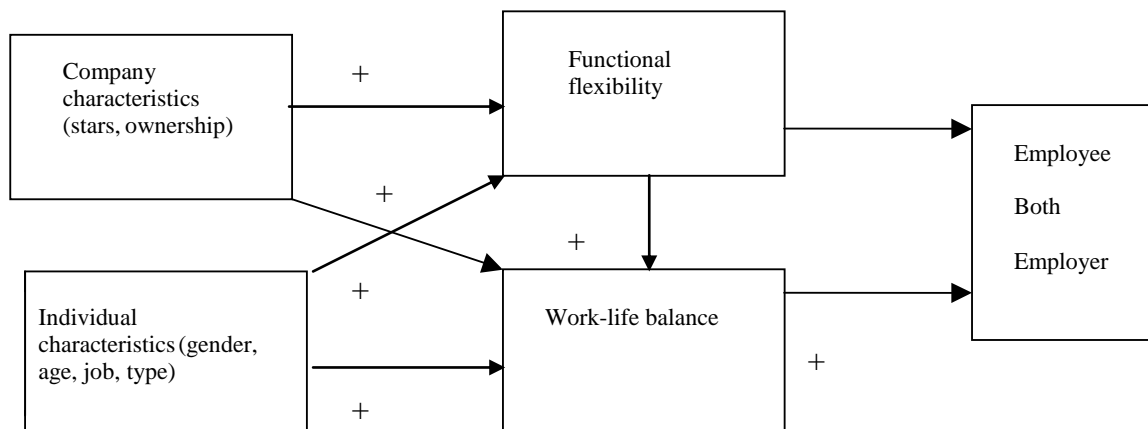 Company
characteristics
(stars, ownership)
+
Functional
flexibility
+
+
Employee
Both
Employer
Individual
characteristics (gender,
age, job, type)
+
+
Work-life balance
+